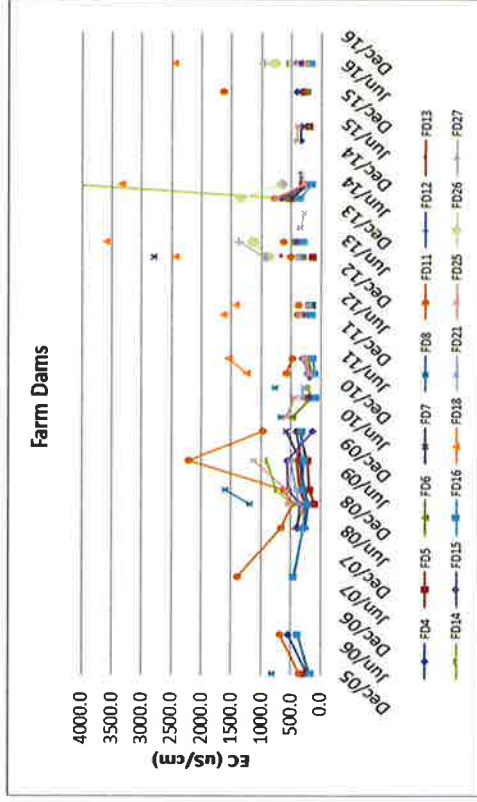 Farm Dams
4000.0
3500.0
3000.0
2500.0
2000.0
1500.0
1000.0
500.0
0.0
EC (uS/cm)
Dec/05
Jun/06
Dec/06
Jun/07
Dec/07
Jun/08
Dec/08
Jun/09
Dec/09
Jun/10
Dec/10
Jun/11
Dec/11
Jun/12
Dec/12
Jun/13
Dec/13
Jun/14
Dec/14
Jun/15
Dec/15
Jun/16
Dec/16
FD4 FD5 FD6 FD7 FD8 FD11 FD12 FD13
FD14 FD15 FD16 FD18 FD21 FD25 FD26 FD27